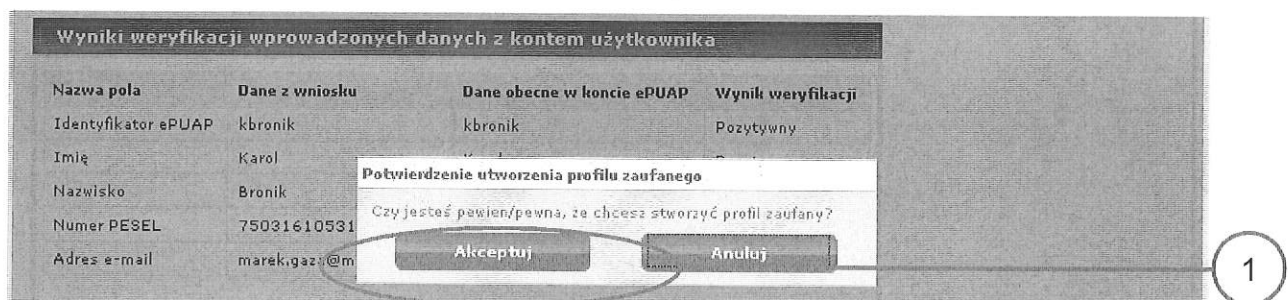 Wyniki weryfikacji wprowadzonych danych z kontem użytkownika
Nazwa pola Dane z wniosku Dane obecne w koncie ePUAP Wynik weryfikacji
Identyfikator ePUAP kbronik kbronik Pozytywny
Imię Karol
Potwierdzenie utworzenia profilu zaufanego
Nazwisko Bronik
Czy jesteś pewien/pewna, że chcesz stworzyć profil zaufany?
Numer PESEL 75031610531
Akceptuj Anuluj
Adres e-mail
1